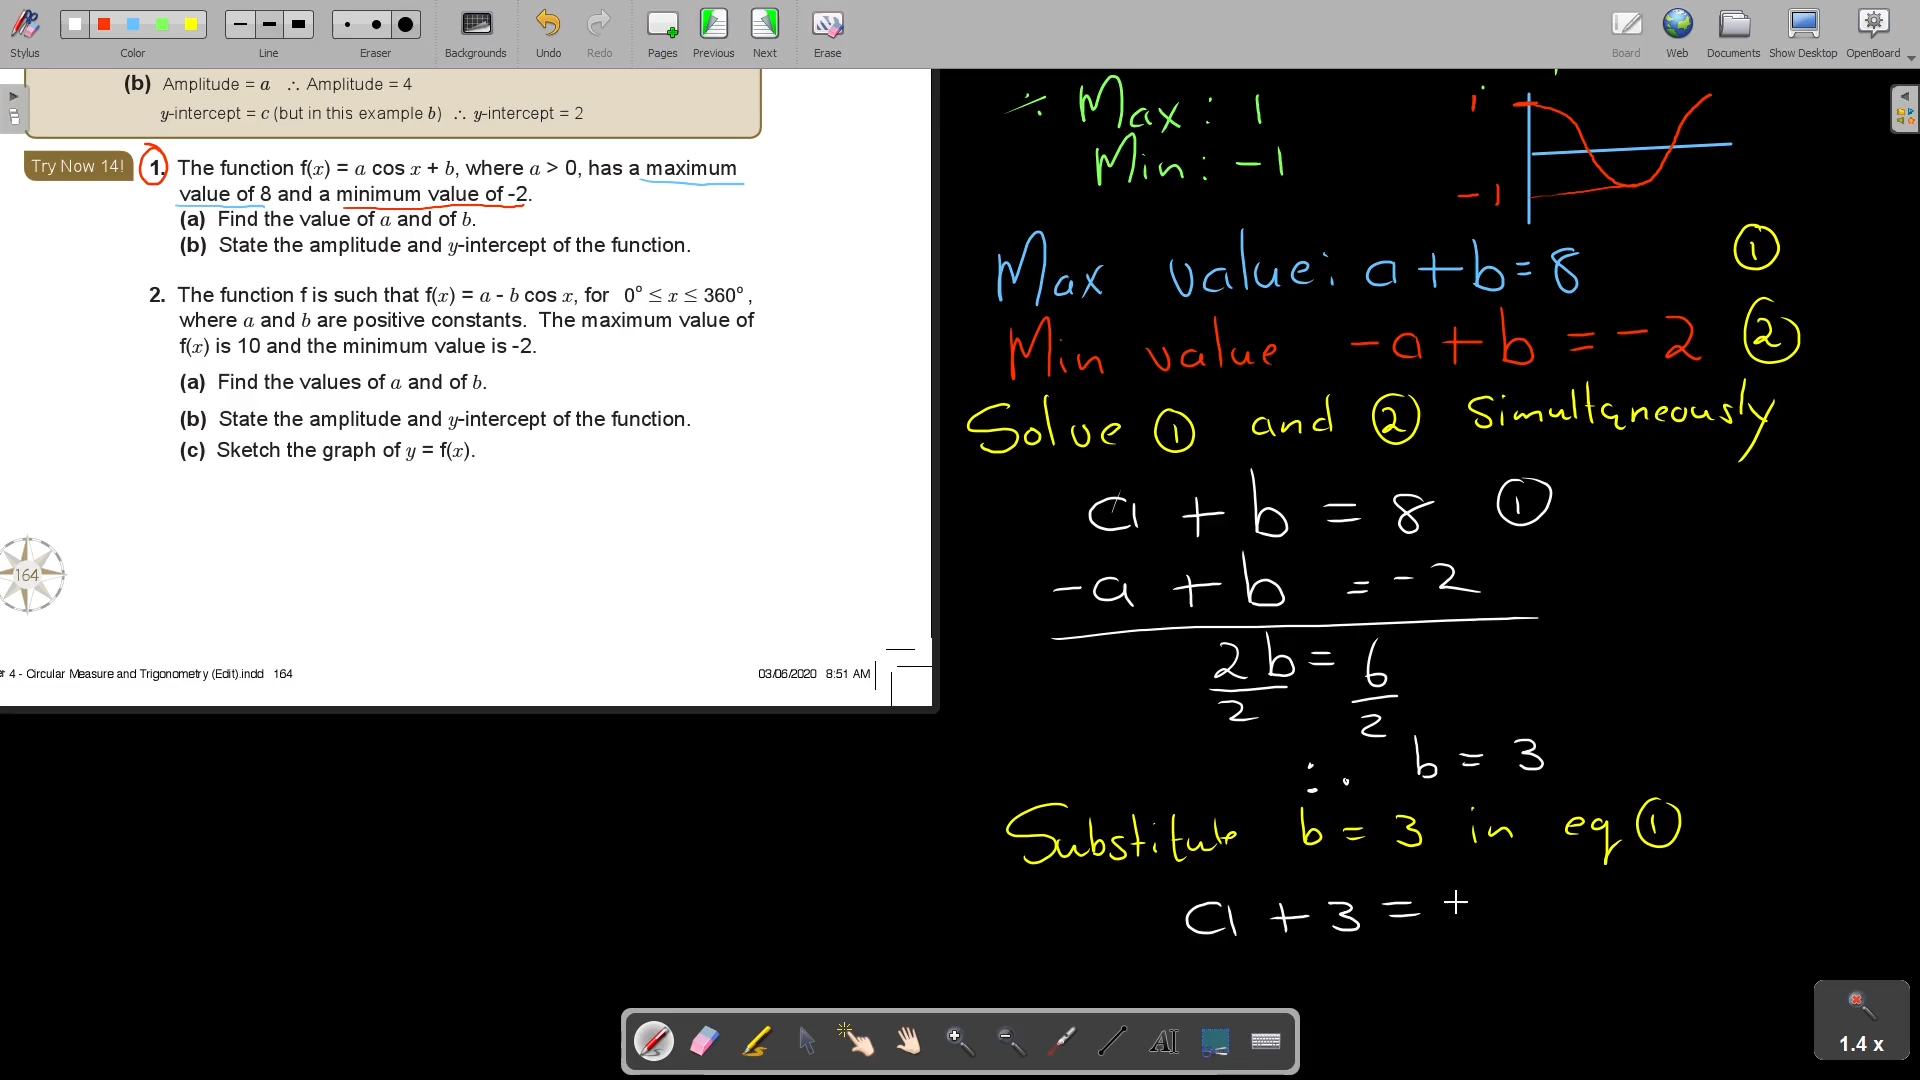 Stylus Color Line Eraser Backgrounds Undo Redo Pages Previous Next Erase Board Web Documents Show Desktop OpenBoard
(b) Amplitude = a ∴ Amplitude = 4
y-intercept = c (but in this example b) ∴ y-intercept = 2
Try Now 14!
1. The function f(x) = a cos x + b, where a > 0, has a maximum
value of 8 and a minimum value of -2.
(a) Find the value of a and of b.
(b) State the amplitude and y-intercept of the function.
2. The function f is such that f(x) = a - b cos x, for 0° ≤ x ≤ 360°,
where a and b are positive constants. The maximum value of
f(x) is 10 and the minimum value is -2.
(a) Find the values of a and of b.
(b) State the amplitude and y-intercept of the function.
(c) Sketch the graph of y = f(x).
164
4 - Circular Measure and Trigonometry (Edit).indd 164
03/06/2020 8:51 AM
Max : 1
Min : -1
1
-1
Max value: a + b = 8 ①
Min value -a + b = -2 ②
Solve ① and ② simultaneously
a + b = 8 ①
-a + b = -2
2b = 6
2 2
∴ b = 3
Substitute b = 3 in eq ①
a + 3 =
AI
1.4 x